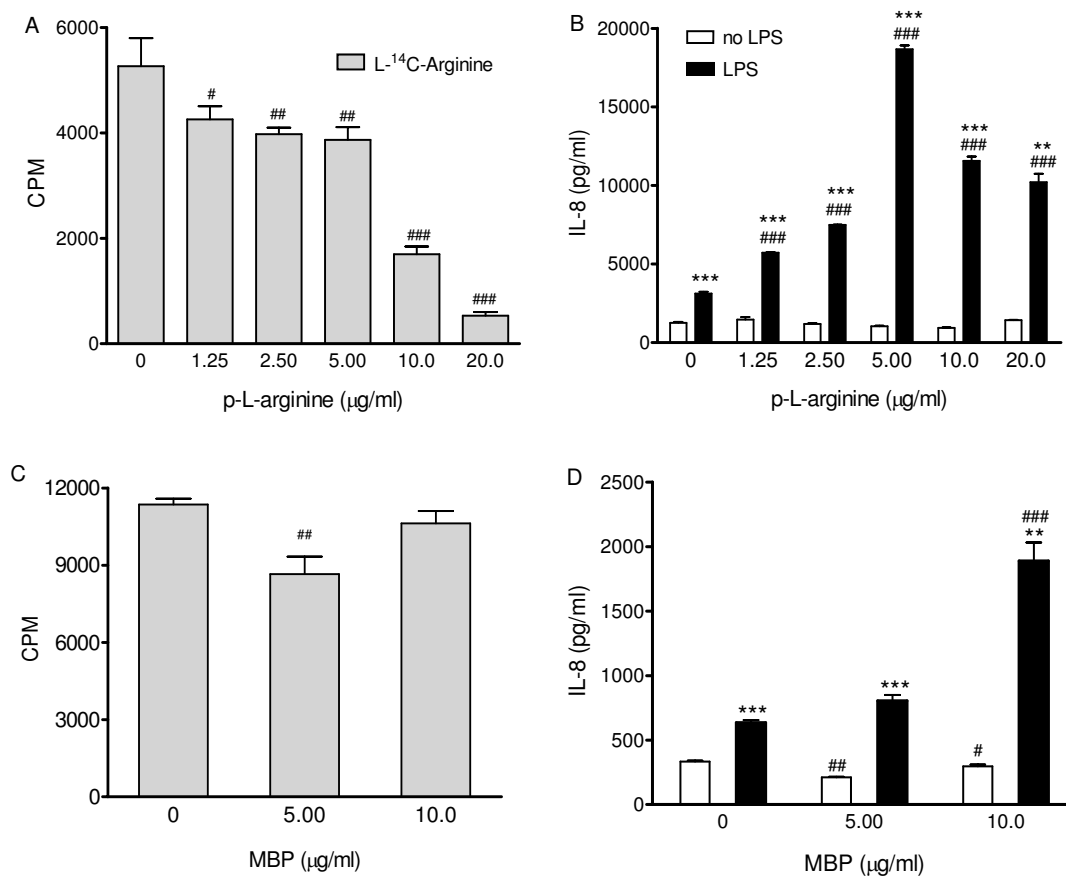 A
6000
4000
2000
0
CPM
L-¹⁴C-Arginine
#
##
##
###
###
0 1.25 2.50 5.00 10.0 20.0
p-L-arginine (μg/ml)
B
20000
15000
10000
5000
0
IL-8 (pg/ml)
no LPS
LPS
***
***
###
***
###
***
###
***
###
**
###
0 1.25 2.50 5.00 10.0 20.0
p-L-arginine (μg/ml)
C
12000
9000
6000
3000
0
CPM
##
0 5.00 10.0
MBP (μg/ml)
D
2500
2000
1500
1000
500
0
IL-8 (pg/ml)
***
##
***
#
###
**
0 5.00 10.0
MBP (μg/ml)